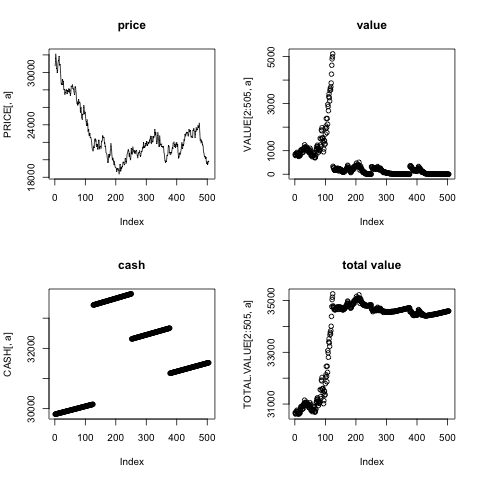 price
PRICE[, a]
18000 24000 30000
0 100 200 300 400 500
Index
value
VALUE[2:505, a]
0 1000 3000 5000
0 100 200 300 400 500
Index
cash
CASH[, a]
30000 32000
0 100 200 300 400 500
Index
total value
TOTAL.VALUE[2:505, a]
31000 33000 35000
0 100 200 300 400 500
Index